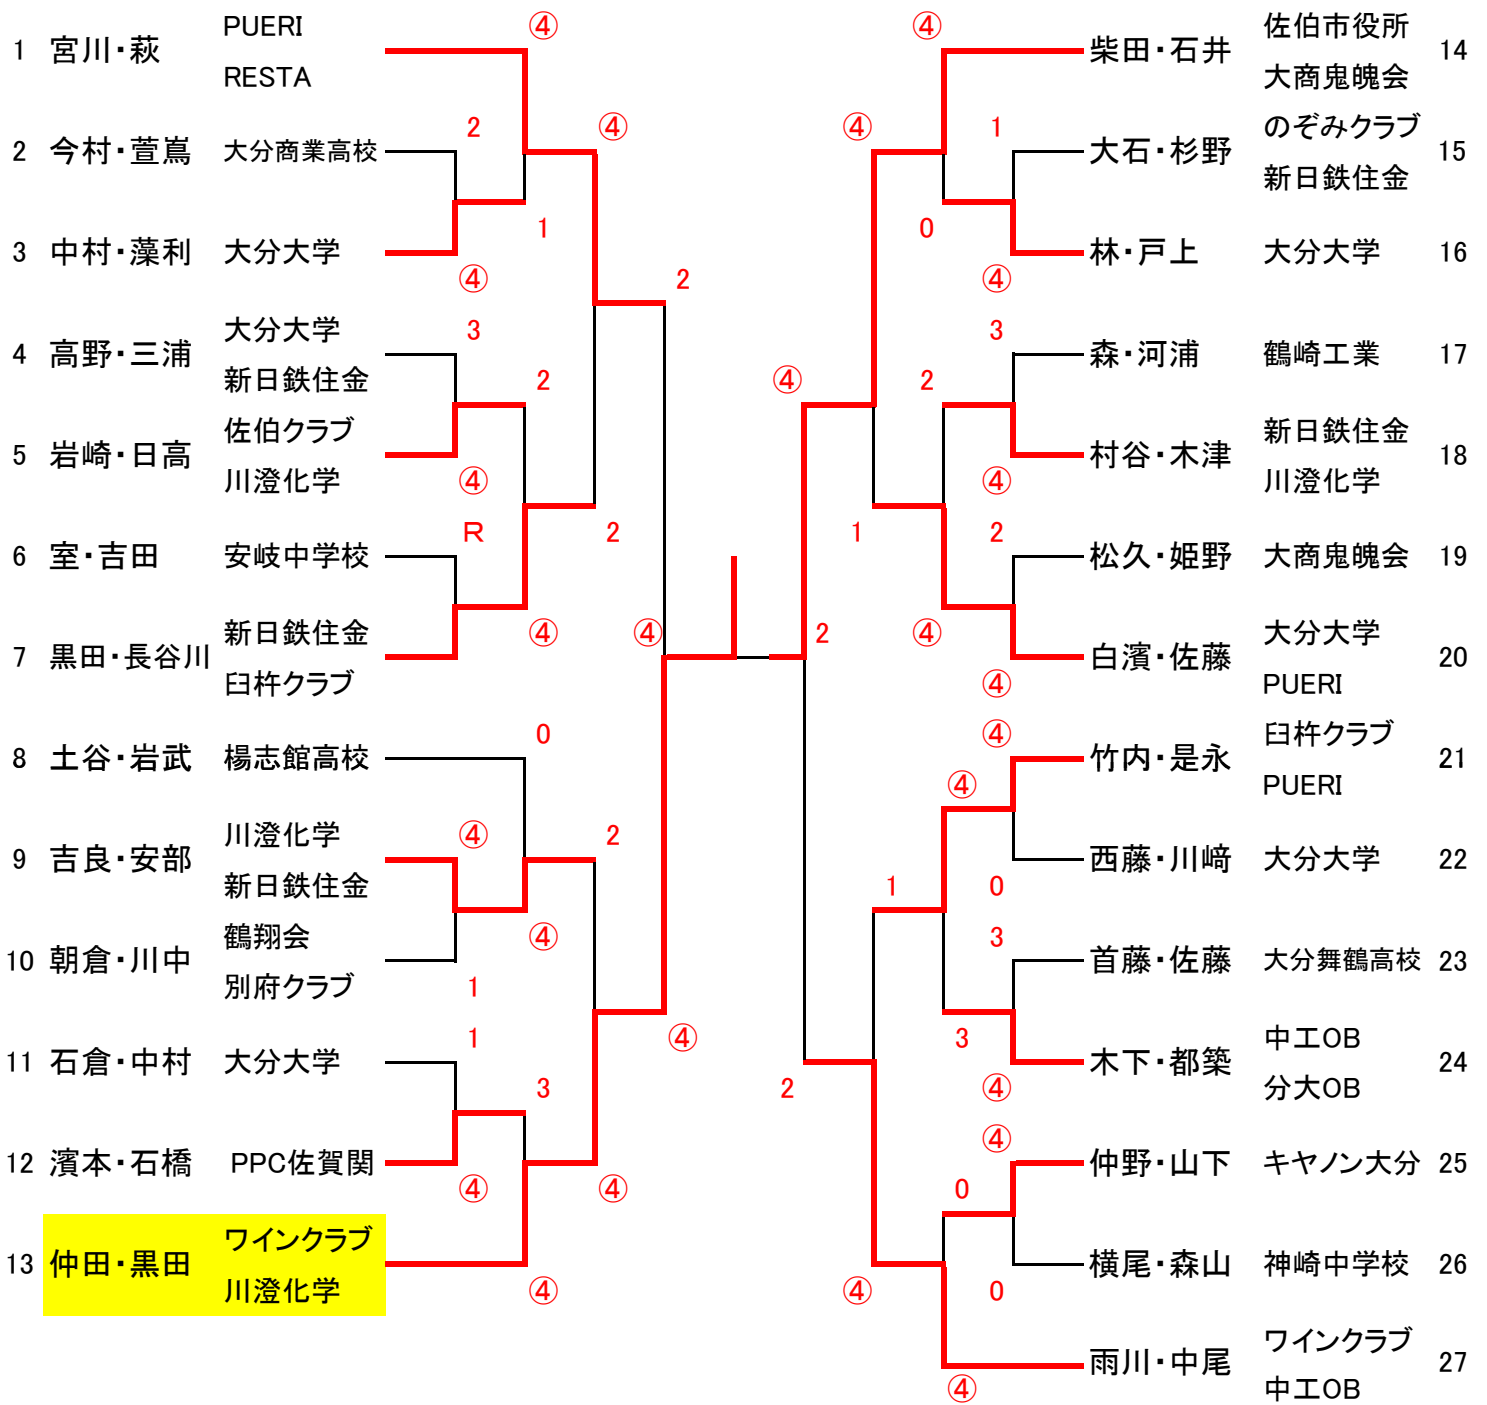 1 宮川・萩 PUERI
RESTA
2 今村・萱嶌 大分商業高校
3 中村・藻利 大分大学
4 高野・三浦 大分大学
新日鉄住金
5 岩崎・日高 佐伯クラブ
川澄化学
6 室・吉田 安岐中学校
7 黒田・長谷川 新日鉄住金
臼杵クラブ
8 土谷・岩武 楊志館高校
9 吉良・安部 川澄化学
新日鉄住金
10 朝倉・川中 鶴翔会
別府クラブ
11 石倉・中村 大分大学
12 濱本・石橋 PPC佐賀関
13 仲田・黒田 ワインクラブ
川澄化学
④
2
④
1
④
2
3
2
④
R
2
④
④
0
④
2
④
1
1
④
3
④
④
④
④
④
1
④
0
④
3
④
2
④
1
2
2
④
④
④
④
1
0
3
3
④
2
④
0
④
0
④
柴田・石井 佐伯市役所 14
大商鬼魄会
大石・杉野 のぞみクラブ 15
新日鉄住金
林・戸上 大分大学 16
森・河浦 鶴崎工業 17
村谷・木津 新日鉄住金 18
川澄化学
松久・姫野 大商鬼魄会 19
白濱・佐藤 大分大学 20
PUERI
竹内・是永 臼杵クラブ 21
PUERI
西藤・川﨑 大分大学 22
首藤・佐藤 大分舞鶴高校 23
木下・都築 中工OB 24
分大OB
仲野・山下 キヤノン大分 25
横尾・森山 神崎中学校 26
雨川・中尾 ワインクラブ 27
中工OB